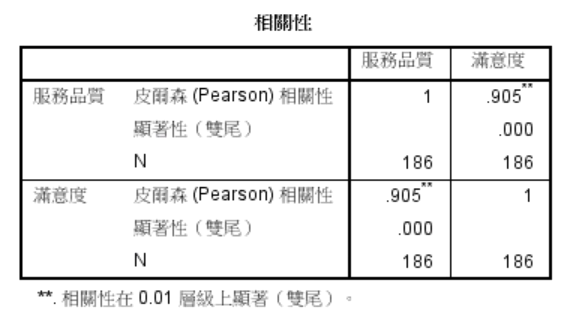 相關性
服務品質 滿意度
服務品質 皮爾森 (Pearson) 相關性 1 .905**
顯著性（雙尾） .000
N 186 186
滿意度 皮爾森 (Pearson) 相關性 .905** 1
顯著性（雙尾） .000
N 186 186
**. 相關性在 0.01 層級上顯著（雙尾）。